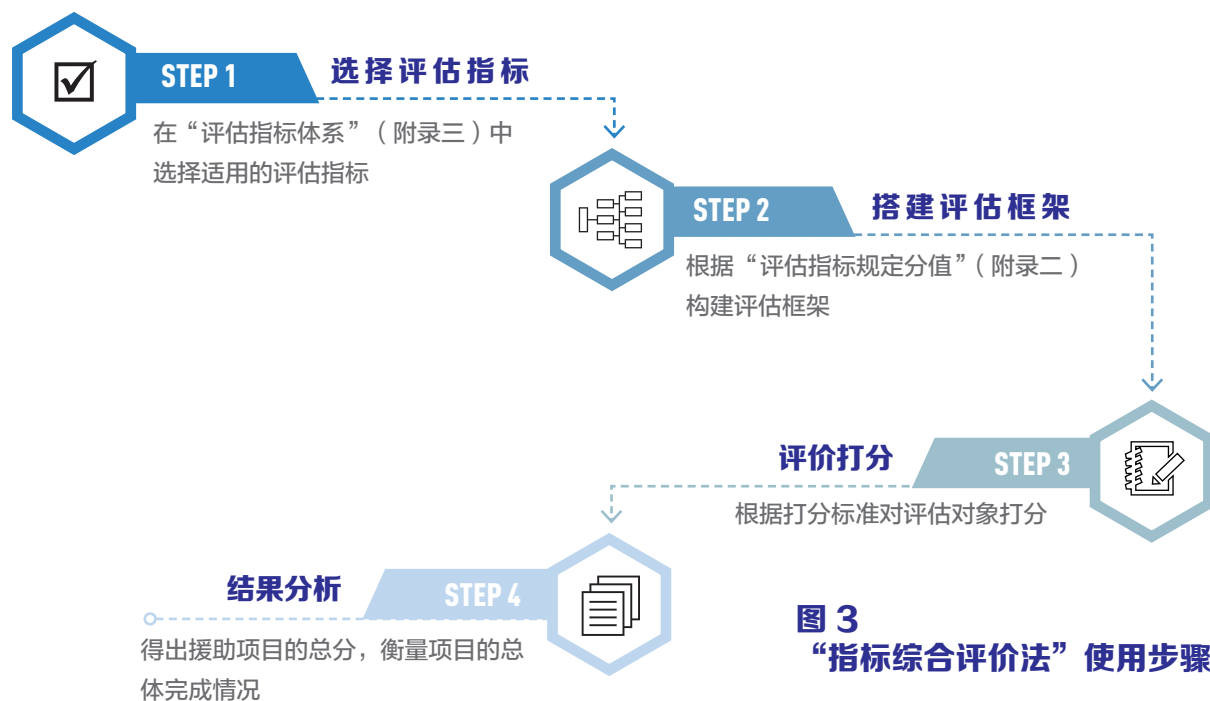 STEP 1
选择评估指标
在“评估指标体系”（附录三）中
选择适用的评估指标
STEP 2
搭建评估框架
根据“评估指标规定分值”（附录二）
构建评估框架
评价打分
STEP 3
根据打分标准对评估对象打分
结果分析
STEP 4
得出援助项目的总分，衡量项目的总
体完成情况
图 3
“指标综合评价法”使用步骤